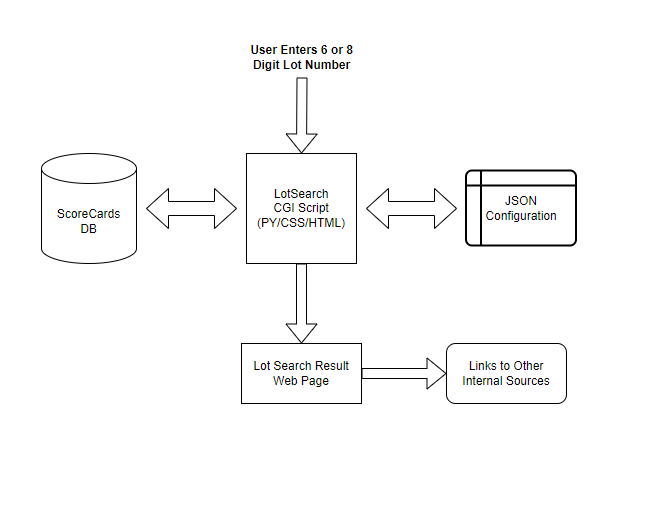 User Enters 6 or 8
Digit Lot Number
ScoreCards
DB
LotSearch
CGI Script
(PY/CSS/HTML)
JSON
Configuration
Lot Search Result
Web Page
Links to Other
Internal Sources